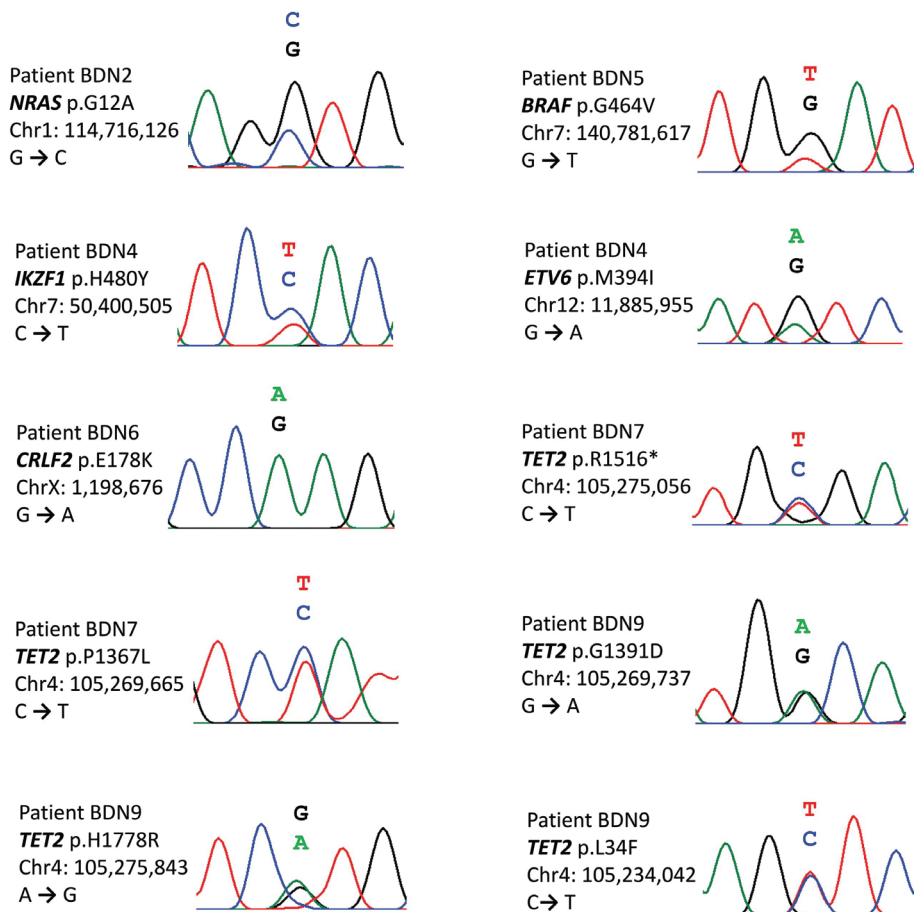 C
G
Patient BDN2
NRAS p.G12A
Chr1: 114,716,126
G → C
T
G
Patient BDN5
BRAF p.G464V
Chr7: 140,781,617
G → T
T
C
Patient BDN4
IKZF1 p.H480Y
Chr7: 50,400,505
C → T
A
G
Patient BDN4
ETV6 p.M394I
Chr12: 11,885,955
G → A
A
G
Patient BDN6
CRLF2 p.E178K
ChrX: 1,198,676
G → A
T
C
Patient BDN7
TET2 p.R1516*
Chr4: 105,275,056
C → T
T
C
Patient BDN7
TET2 p.P1367L
Chr4: 105,269,665
C → T
A
G
Patient BDN9
TET2 p.G1391D
Chr4: 105,269,737
G → A
G
A
Patient BDN9
TET2 p.H1778R
Chr4: 105,275,843
A → G
T
C
Patient BDN9
TET2 p.L34F
Chr4: 105,234,042
C→ T